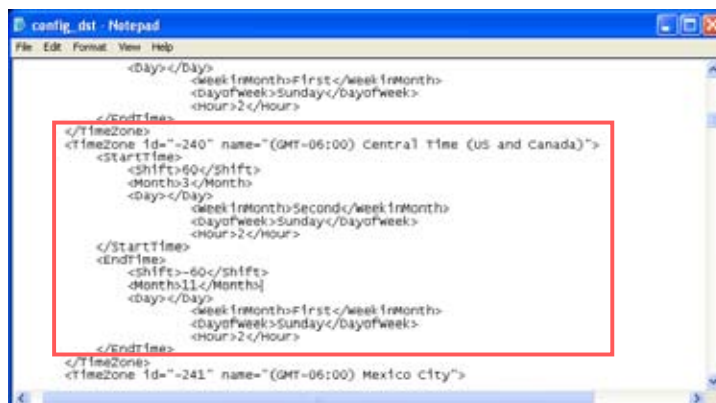 config_dst - Notepad
File Edit Format View Help
<Day></Day>
<WeekinMonth>First</WeekinMonth>
<DayofWeek>Sunday</DayofWeek>
<Hour>2</Hour>
</EndTime>
</TimeZone>
<TimeZone id="-240" name="(GMT-06:00) Central Time (US and Canada)">
<StartTime>
<Shift>60</Shift>
<Month>3</Month>
<Day></Day>
<WeekinMonth>Second</WeekinMonth>
<DayofWeek>Sunday</DayofWeek>
<Hour>2</Hour>
</StartTime>
<EndTime>
<Shift>-60</Shift>
<Month>11</Month>
<Day></Day>
<WeekinMonth>First</WeekinMonth>
<DayofWeek>Sunday</DayofWeek>
<Hour>2</Hour>
</EndTime>
</TimeZone>
<TimeZone id="-241" name="(GMT-06:00) Mexico City">